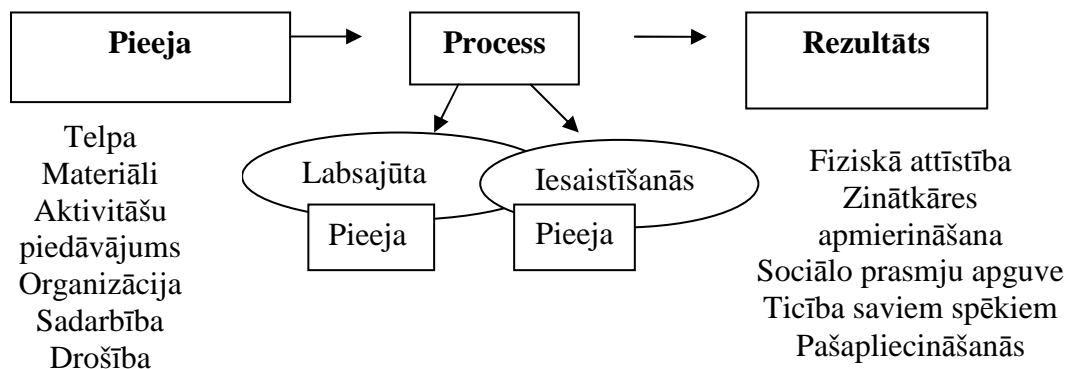 Pieeja
Process
Rezultāts
Telpa
Materiāli
Aktivitāšu
piedāvājums
Organizācija
Sadarbība
Drošība
Labsajūta
Iesaistīšanās
Pieeja
Pieeja
Fiziskā attīstība
Zinātkāres
apmierināšana
Sociālo prasmju apguve
Ticība saviem spēkiem
Pašapliecināšanās